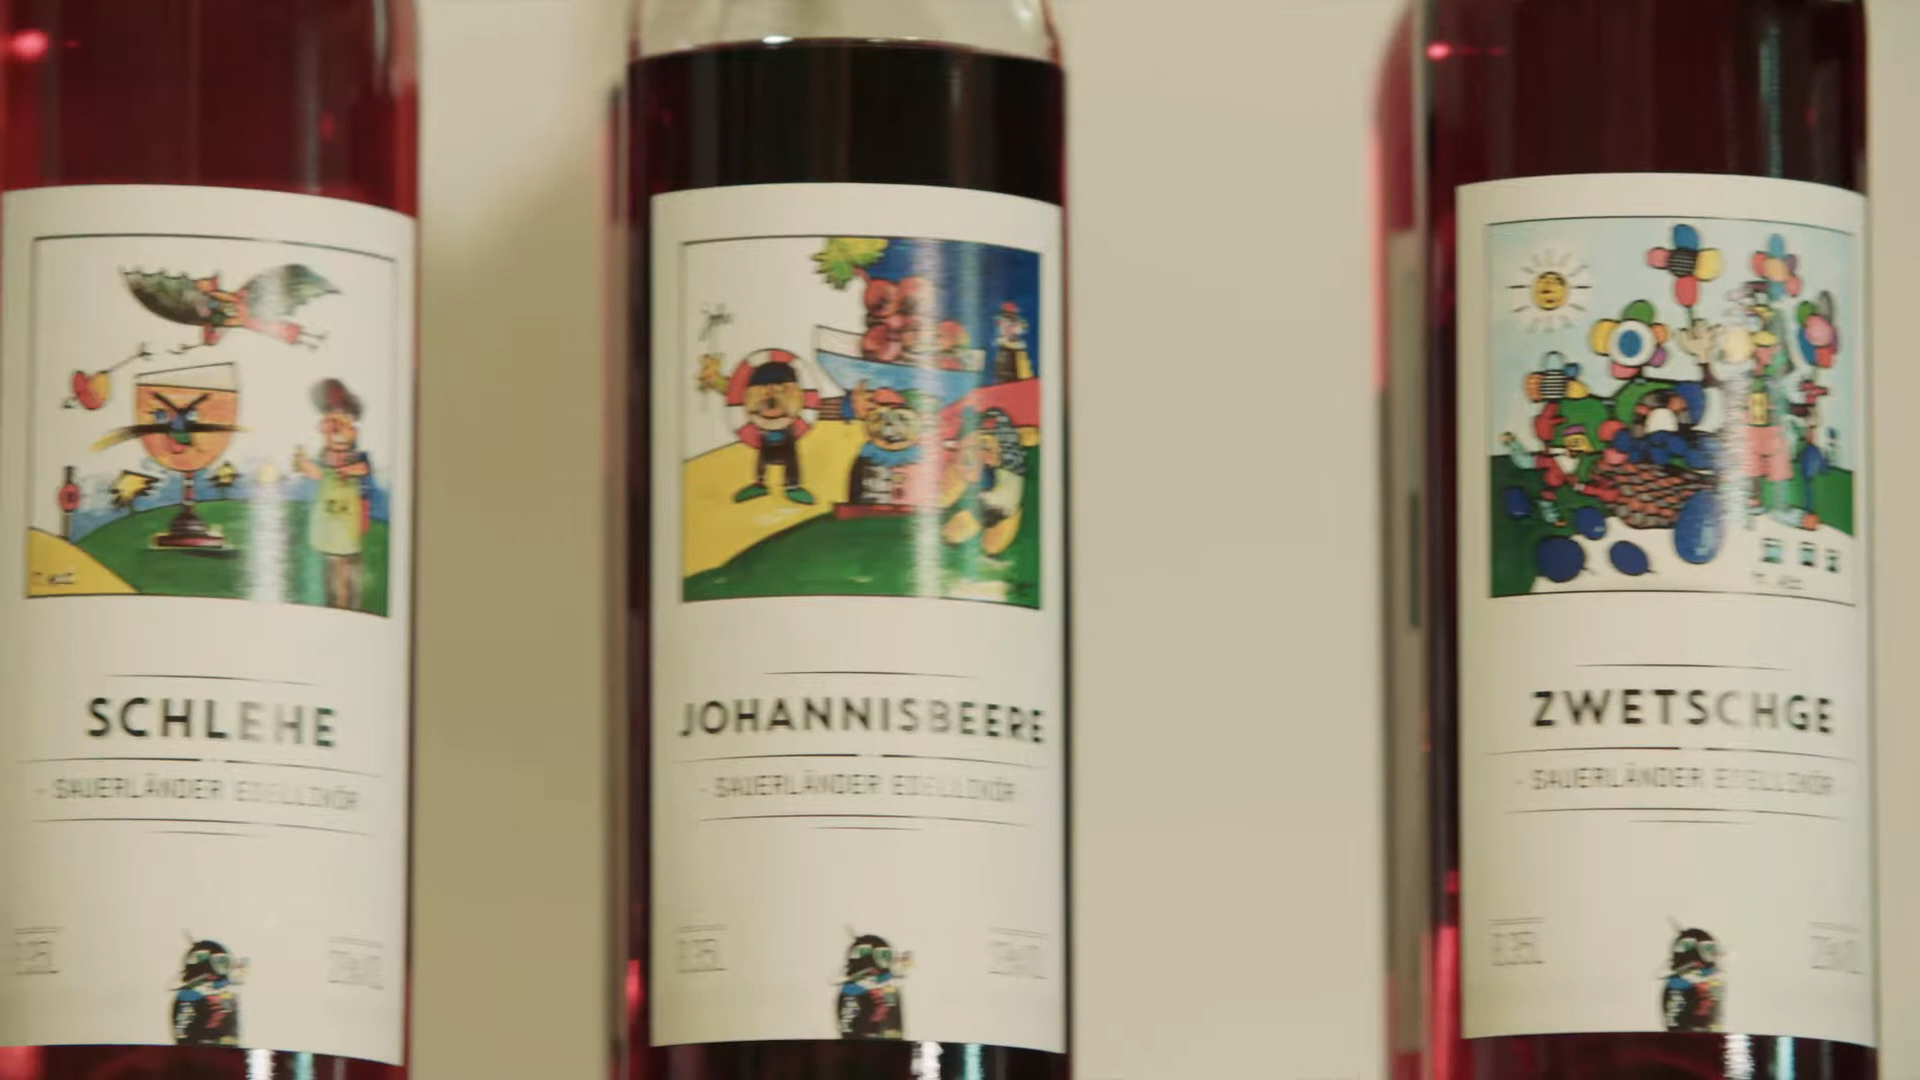 SCHLEHE
- SAUERLÄNDER EDELLIKÖR
JOHANNISBEERE
- SAUERLÄNDER EDELLIKÖR
ZWETSCHGE
- SAUERLÄNDER EDELLIKÖR -